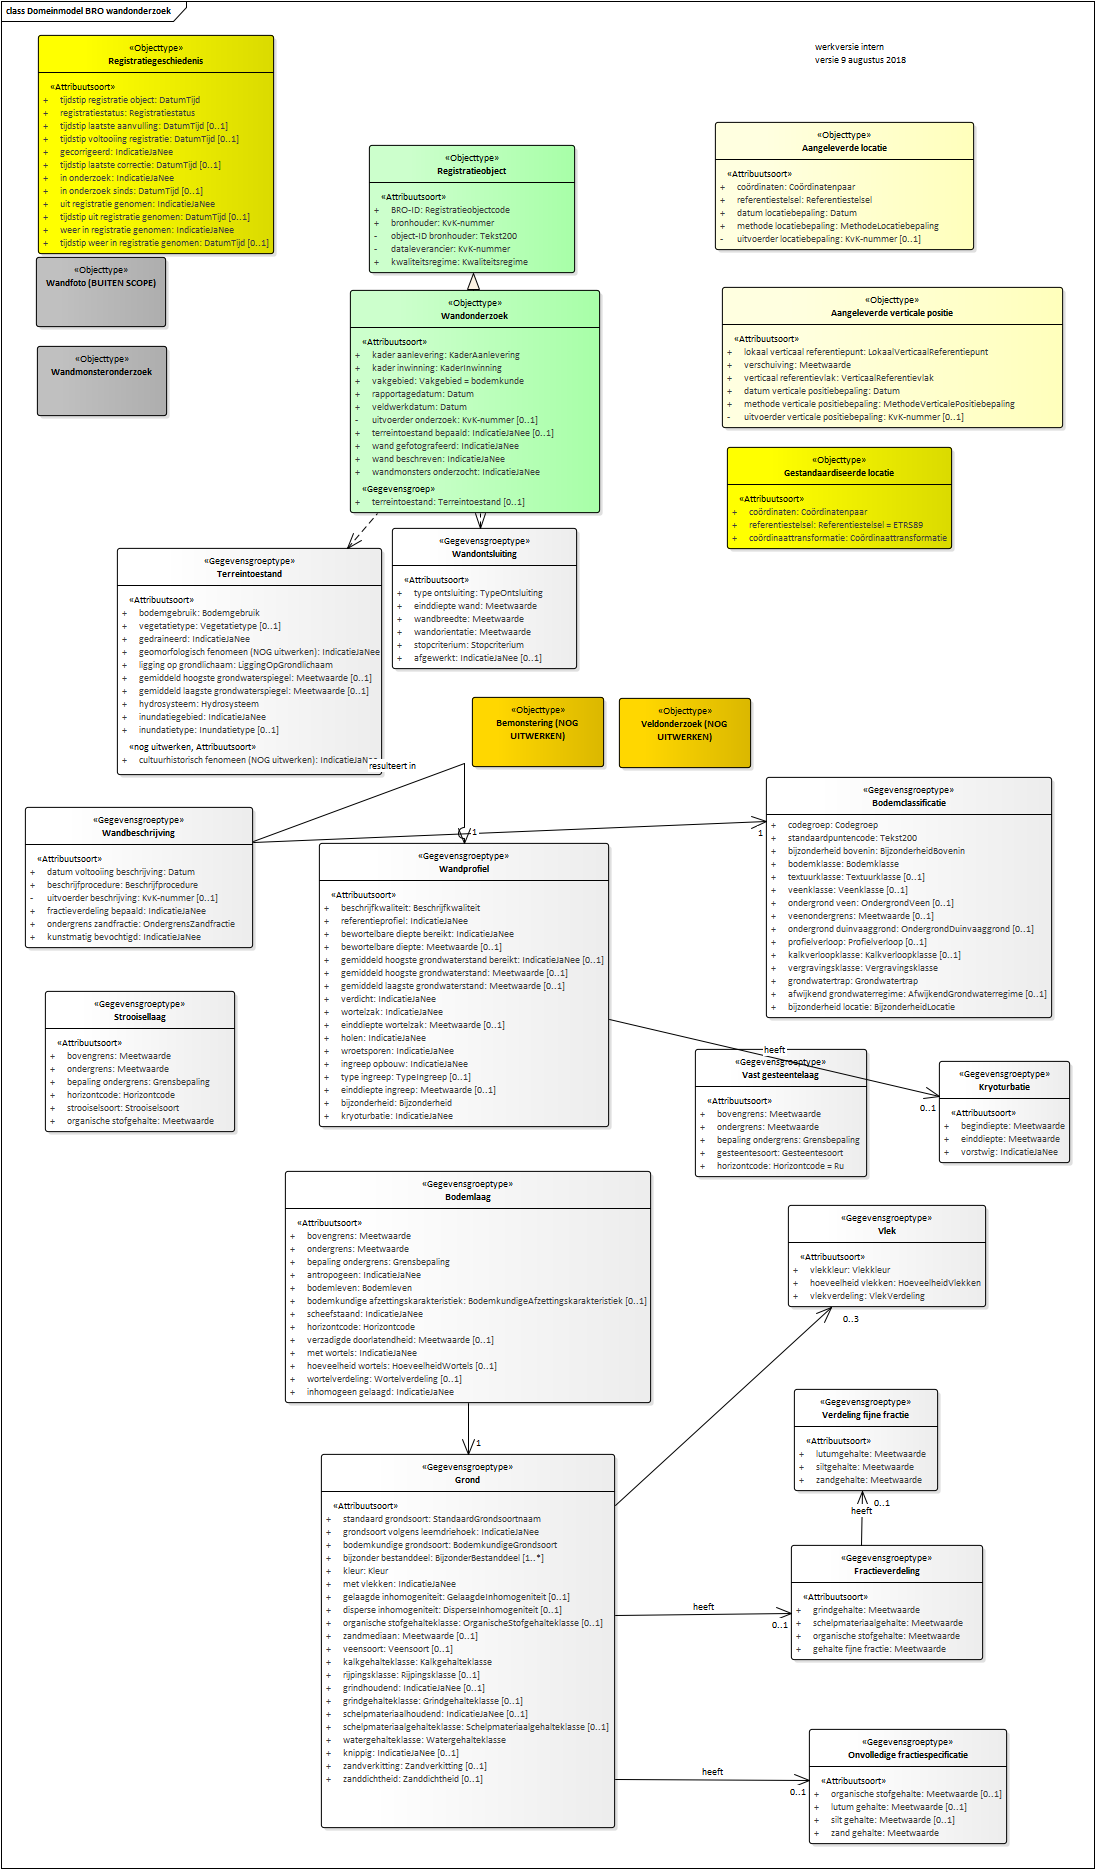 class Domeinmodel BRO wandonderzoek
werkversie intern
versie 9 augustus 2018
«Objecttype»
Registratiegeschiedenis
«Attribuutsoort»
+ tijdstip registratie object: DatumTijd
+ registratiestatus: Registratiestatus
+ tijdstip laatste aanvulling: DatumTijd [0..1]
+ tijdstip voltooiing registratie: DatumTijd [0..1]
+ gecorrigeerd: IndicatieJaNee
+ tijdstip laatste correctie: DatumTijd [0..1]
+ in onderzoek: IndicatieJaNee
+ in onderzoek sinds: DatumTijd [0..1]
+ uit registratie genomen: IndicatieJaNee
+ tijdstip uit registratie genomen: DatumTijd [0..1]
+ weer in registratie genomen: IndicatieJaNee
+ tijdstip weer in registratie genomen: DatumTijd [0..1]
«Objecttype»
Wandfoto (BUITEN SCOPE)
«Objecttype»
Wandmonsteronderzoek
«Objecttype»
Registratieobject
«Attribuutsoort»
+ BRO-ID: Registratieobjectcode
+ bronhouder: KvK-nummer
- object-ID bronhouder: Tekst200
- dataleverancier: KvK-nummer
+ kwaliteitsregime: Kwaliteitsregime
«Objecttype»
Wandonderzoek
«Attribuutsoort»
+ kader aanlevering: KaderAanlevering
+ kader inwinning: KaderInwinning
+ vakgebied: Vakgebied = bodemkunde
+ rapportagedatum: Datum
+ veldwerkdatum: Datum
- uitvoerder onderzoek: KvK-nummer [0..1]
+ terreintoestand bepaald: IndicatieJaNee [0..1]
+ wand gefotografeerd: IndicatieJaNee
+ wand beschreven: IndicatieJaNee
+ wandmonsters onderzocht: IndicatieJaNee
«Gegevensgroep»
+ terreintoestand: Terreintoestand [0..1]
«Objecttype»
Aangeleverde locatie
«Attribuutsoort»
+ coördinaten: Coördinatenpaar
+ referentiestelsel: Referentiestelsel
+ datum locatiebepaling: Datum
+ methode locatiebepaling: MethodeLocatiebepaling
- uitvoerder locatiebepaling: KvK-nummer [0..1]
«Objecttype»
Aangeleverde verticale positie
«Attribuutsoort»
+ lokaal verticaal referentiepunt: LokaalVerticaalReferentiepunt
+ verschuiving: Meetwaarde
+ verticaal referentievlak: VerticaalReferentievlak
+ datum verticale positiebepaling: Datum
+ methode verticale positiebepaling: MethodeVerticalePositiebepaling
- uitvoerder verticale positiebepaling: KvK-nummer [0..1]
«Objecttype»
Gestandaardiseerde locatie
«Attribuutsoort»
+ coördinaten: Coördinatenpaar
+ referentiestelsel: Referentiestelsel = ETRS89
+ coördinaattransformatie: Coördinaattransformatie
«Gegevensgroeptype»
Terreintoestand
«Attribuutsoort»
+ bodemgebruik: Bodemgebruik
+ vegetatietype: Vegetatietype [0..1]
+ gedraineerd: IndicatieJaNee
+ geomorfologisch fenomeen (NOG uitwerken): IndicatieJaNee
+ ligging op grondlichaam: LiggingOpGrondlichaam
+ gemiddeld hoogste grondwaterspiegel: Meetwaarde [0..1]
+ gemiddeld laagste grondwaterspiegel: Meetwaarde [0..1]
+ hydrosysteem: Hydrosysteem
+ inundatiegebied: IndicatieJaNee
+ inundatietype: Inundatietype [0..1]
«nog uitwerken, Attribuutsoort»
+ cultuurhistorisch fenomeen (NOG uitwerken): IndicatieJaNee
«Gegevensgroeptype»
Wandontsluiting
«Attribuutsoort»
+ type ontsluiting: TypeOntsluiting
+ einddiepte wand: Meetwaarde
+ wandbreedte: Meetwaarde
+ wandorientatie: Meetwaarde
+ stopcriterium: Stopcriterium
+ afgewerkt: IndicatieJaNee [0..1]
«Objecttype»
Bemonstering (NOG
UITWERKEN)
«Objecttype»
Veldonderzoek (NOG
UITWERKEN)
resulteert in
1
1
«Gegevensgroeptype»
Wandbeschrijving
«Attribuutsoort»
+ datum voltooiing beschrijving: Datum
+ beschrijfprocedure: Beschrijfprocedure
- uitvoerder beschrijving: KvK-nummer [0..1]
+ fractieverdeling bepaald: IndicatieJaNee
+ ondergrens zandfractie: OndergrensZandfractie
+ kunstmatig bevochtigd: IndicatieJaNee
«Gegevensgroeptype»
Wandprofiel
«Attribuutsoort»
+ beschrijfkwaliteit: Beschrijfkwaliteit
+ referentieprofiel: IndicatieJaNee
+ bewortelbare diepte bereikt: IndicatieJaNee
+ bewortelbare diepte: Meetwaarde [0..1]
+ gemiddeld hoogste grondwaterstand bereikt: IndicatieJaNee [0..1]
+ gemiddeld hoogste grondwaterstand: Meetwaarde [0..1]
+ gemiddeld laagste grondwaterstand: Meetwaarde [0..1]
+ verdicht: IndicatieJaNee
+ wortelzak: IndicatieJaNee
+ einddiepte wortelzak: Meetwaarde [0..1]
+ holen: IndicatieJaNee
+ wroetsporen: IndicatieJaNee
+ ingreep opbouw: IndicatieJaNee
+ type ingreep: TypeIngreep [0..1]
+ einddiepte ingreep: Meetwaarde [0..1]
+ bijzonderheid: Bijzonderheid
+ kryoturbatie: IndicatieJaNee
«Gegevensgroeptype»
Bodemclassificatie
+ codegroep: Codegroep
+ standaardpuntencode: Tekst200
+ bijzonderheid bovenin: BijzonderheidBovenin
+ bodemklasse: Bodemklasse
+ textuurklasse: Textuurklasse [0..1]
+ veenklasse: Veenklasse [0..1]
+ ondergrond veen: OndergrondVeen [0..1]
+ veenondergrens: Meetwaarde [0..1]
+ ondergrond duinvaaggrond: OndergrondDuinvaaggrond [0..1]
+ profielverloop: Profielverloop [0..1]
+ kalkverloopklasse: Kalkverloopklasse [0..1]
+ vergravingsklasse: Vergravingsklasse
+ grondwatertrap: Grondwatertrap
+ afwijkend grondwaterregime: AfwijkendGrondwaterregime [0..1]
+ bijzonderheid locatie: BijzonderheidLocatie
«Gegevensgroeptype»
Strooisellaag
«Attribuutsoort»
+ bovengrens: Meetwaarde
+ ondergrens: Meetwaarde
+ bepaling ondergrens: Grensbepaling
+ horizontcode: Horizontcode
+ strooiselsoort: Strooiselsoort
+ organische stofgehalte: Meetwaarde
heeft
0..1
«Gegevensgroeptype»
Vast gesteentelaag
«Attribuutsoort»
+ bovengrens: Meetwaarde
+ ondergrens: Meetwaarde
+ bepaling ondergrens: Grensbepaling
+ gesteentesoort: Gesteentesoort
+ horizontcode: Horizontcode = Ru
«Gegevensgroeptype»
Kryoturbatie
«Attribuutsoort»
+ begindiepte: Meetwaarde
+ einddiepte: Meetwaarde
+ vorstwig: IndicatieJaNee
«Gegevensgroeptype»
Bodemlaag
«Attribuutsoort»
+ bovengrens: Meetwaarde
+ ondergrens: Meetwaarde
+ bepaling ondergrens: Grensbepaling
+ antropogeen: IndicatieJaNee
+ bodemleven: Bodemleven
+ bodemkundige afzettingskarakteristiek: BodemkundigeAfzettingskarakteristiek [0..1]
+ scheefstaand: IndicatieJaNee
+ horizontcode: Horizontcode
+ verzadigde doorlatendheid: Meetwaarde [0..1]
+ met wortels: IndicatieJaNee
+ hoeveelheid wortels: HoeveelheidWortels [0..1]
+ wortelverdeling: Wortelverdeling [0..1]
+ inhomogeen gelaagd: IndicatieJaNee
1
«Gegevensgroeptype»
Vlek
«Attribuutsoort»
+ vlekkleur: Vlekkleur
+ hoeveelheid vlekken: HoeveelheidVlekken
+ vlekverdeling: VlekVerdeling
0..3
«Gegevensgroeptype»
Verdeling fijne fractie
«Attribuutsoort»
+ lutumgehalte: Meetwaarde
+ siltgehalte: Meetwaarde
+ zandgehalte: Meetwaarde
0..1
heeft
«Gegevensgroeptype»
Grond
«Attribuutsoort»
+ standaard grondsoort: StandaardGrondsoortnaam
+ grondsoort volgens leemdriehoek: IndicatieJaNee
+ bodemkundige grondsoort: BodemkundigeGrondsoort
+ bijzonder bestanddeel: BijzonderBestanddeel [1..*]
+ kleur: Kleur
+ met vlekken: IndicatieJaNee
+ gelaagde inhomogeniteit: GelaagdeInhomogeniteit [0..1]
+ disperse inhomogeniteit: DisperseInhomogeniteit [0..1]
+ organische stofgehalteklasse: OrganischeStofgehalteklasse [0..1]
+ zandmediaan: Meetwaarde [0..1]
+ veensoort: Veensoort [0..1]
+ kalkgehalteklasse: Kalkgehalteklasse
+ rijpingsklasse: Rijpingsklasse [0..1]
+ grindhoudend: IndicatieJaNee [0..1]
+ grindgehalteklasse: Grindgehalteklasse [0..1]
+ schelpmateriaalhoudend: IndicatieJaNee [0..1]
+ schelpmateriaalgehalteklasse: Schelpmateriaalgehalteklasse [0..1]
+ watergehalteklasse: Watergehalteklasse
+ knippig: IndicatieJaNee [0..1]
+ zandverkitting: Zandverkitting [0..1]
+ zanddichtheid: Zanddichtheid [0..1]
heeft
0..1
«Gegevensgroeptype»
Fractieverdeling
«Attribuutsoort»
+ grindgehalte: Meetwaarde
+ schelpmateriaalgehalte: Meetwaarde
+ organische stofgehalte: Meetwaarde
+ gehalte fijne fractie: Meetwaarde
heeft
0..1
«Gegevensgroeptype»
Onvolledige fractiespecificatie
«Attribuutsoort»
+ organische stofgehalte: Meetwaarde [0..1]
+ lutum gehalte: Meetwaarde [0..1]
+ silt gehalte: Meetwaarde [0..1]
+ zand gehalte: Meetwaarde